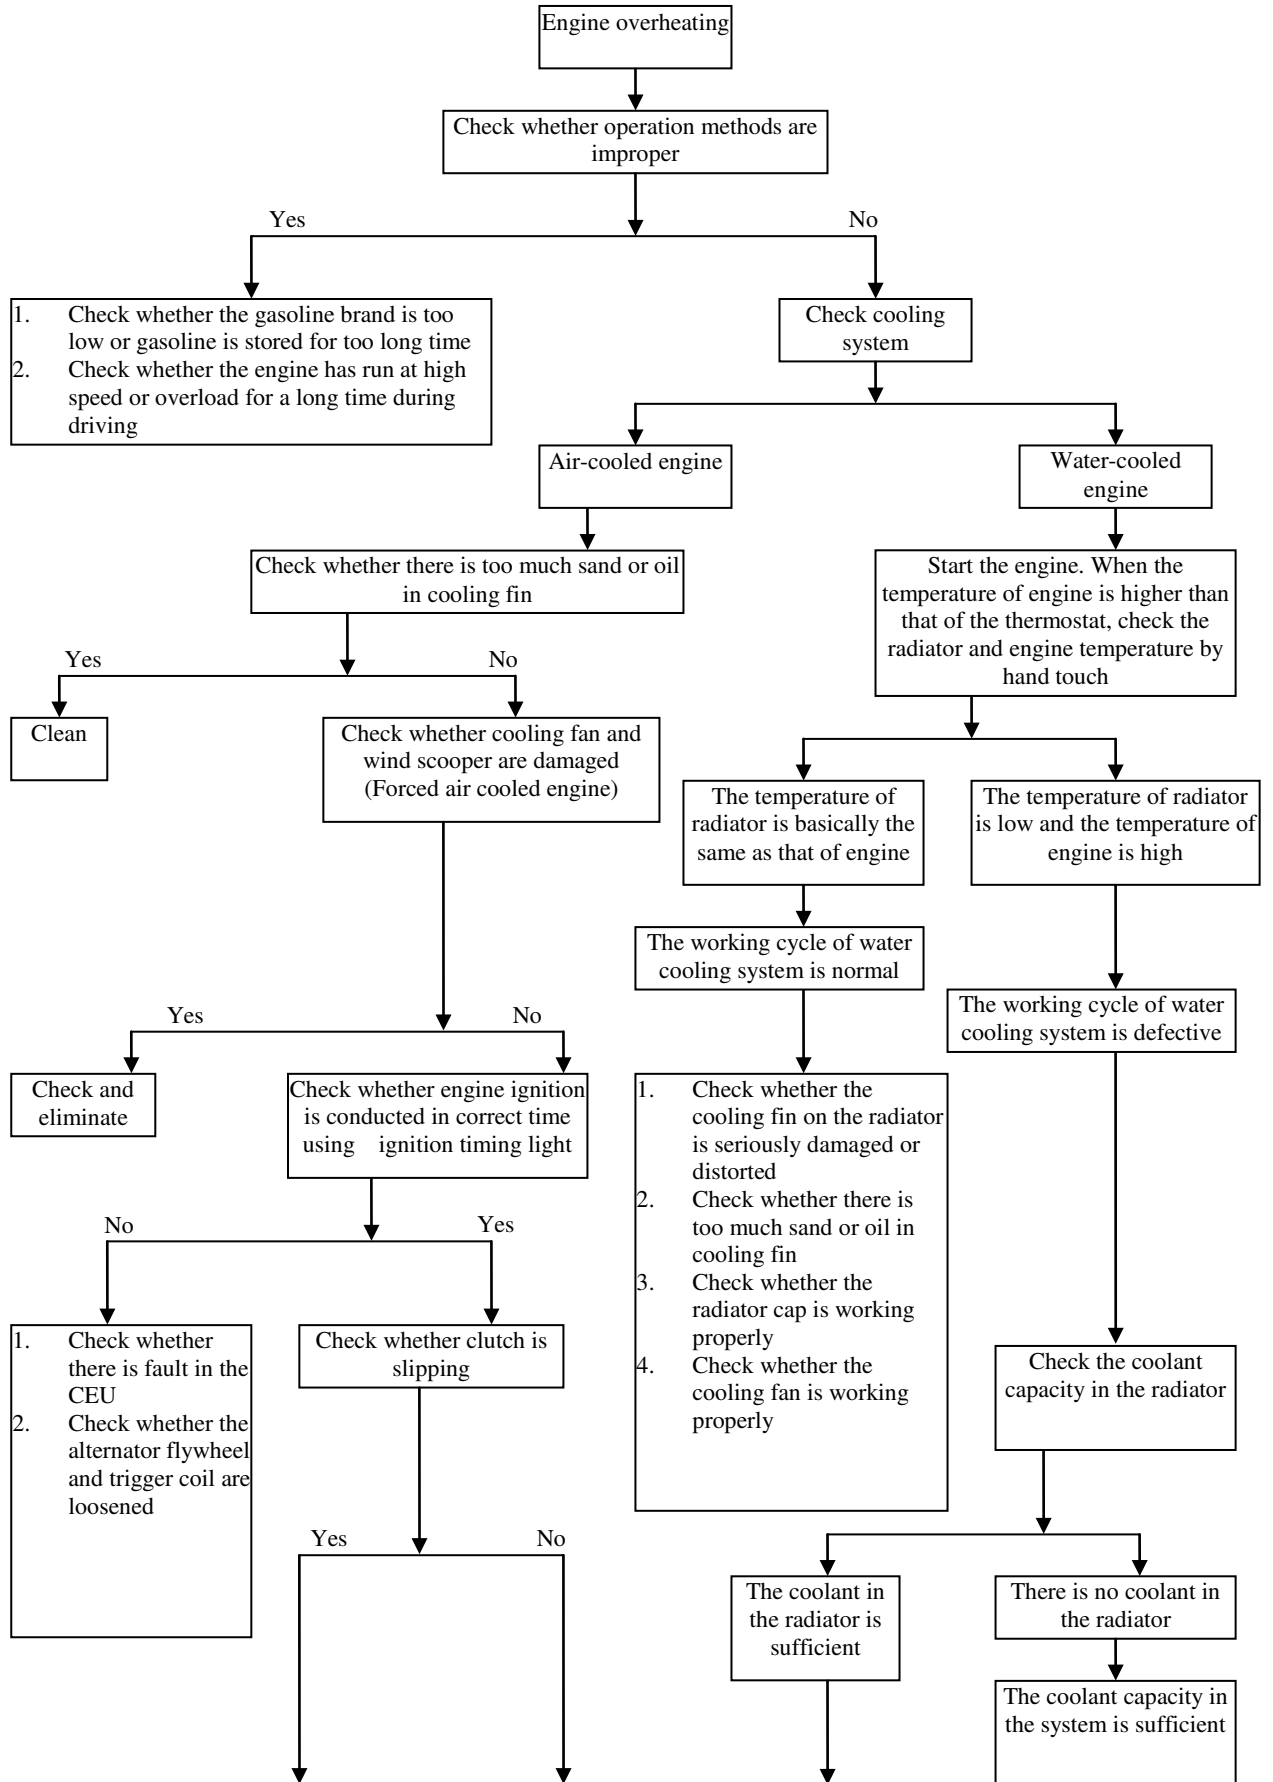 Engine overheating
Check whether operation methods are
improper
Yes
No
1. Check whether the gasoline brand is too
low or gasoline is stored for too long time
2. Check whether the engine has run at high
speed or overload for a long time during
driving
Check cooling
system
Air-cooled engine
Water-cooled
engine
Check whether there is too much sand or oil
in cooling fin
Start the engine. When the
temperature of engine is higher than
that of the thermostat, check the
radiator and engine temperature by
hand touch
Yes
No
Clean
Check whether cooling fan and
wind scooper are damaged
(Forced air cooled engine)
The temperature of
radiator is basically the
same as that of engine
The temperature of radiator
is low and the temperature of
engine is high
The working cycle of water
cooling system is normal
The working cycle of water
cooling system is defective
Yes
No
Check and
eliminate
Check whether engine ignition
is conducted in correct time
using ignition timing light
1. Check whether the
cooling fin on the radiator
is seriously damaged or
distorted
2. Check whether there is
too much sand or oil in
cooling fin
3. Check whether the
radiator cap is working
properly
4. Check whether the
cooling fan is working
properly
No
Yes
1. Check whether
there is fault in the
CEU
2. Check whether the
alternator flywheel
and trigger coil are
loosened
Check whether clutch is
slipping
Check the coolant
capacity in the radiator
Yes
No
The coolant in
the radiator is
sufficient
There is no coolant in
the radiator
The coolant capacity in
the system is sufficient